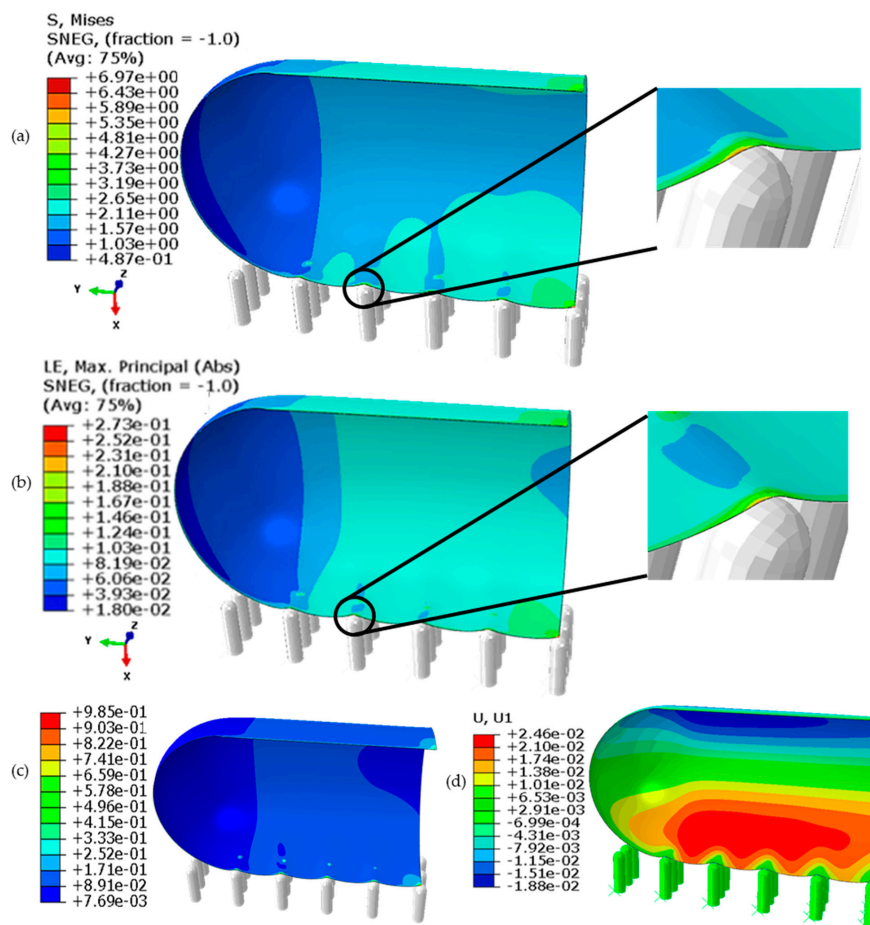 S, Mises
SNEG, (fraction = -1.0)
(Avg: 75%)
+6.97e+00
+6.43e+00
+5.89e+00
+5.35e+00
+4.81e+00
+4.27e+00
+3.73e+00
+3.19e+00
+2.65e+00
+2.11e+00
+1.57e+00
+1.03e+00
+4.87e-01
(a)
Y
Z
X
LE, Max. Principal (Abs)
SNEG, (fraction = -1.0)
(Avg: 75%)
+2.73e-01
+2.52e-01
+2.31e-01
+2.10e-01
+1.88e-01
+1.67e-01
+1.46e-01
+1.24e-01
+1.03e-01
+8.19e-02
+6.06e-02
+3.93e-02
+1.80e-02
(b)
Y
Z
X
+9.85e-01
+9.03e-01
+8.22e-01
+7.41e-01
+6.59e-01
+5.78e-01
+4.96e-01
+4.15e-01
+3.33e-01
+2.52e-01
+1.71e-01
+8.91e-02
+7.69e-03
(c)
U, U1
+2.46e-02
+2.10e-02
+1.74e-02
+1.38e-02
+1.01e-02
+6.53e-03
+2.91e-03
-6.99e-04
-4.31e-03
-7.92e-03
-1.15e-02
-1.51e-02
-1.88e-02
(d)